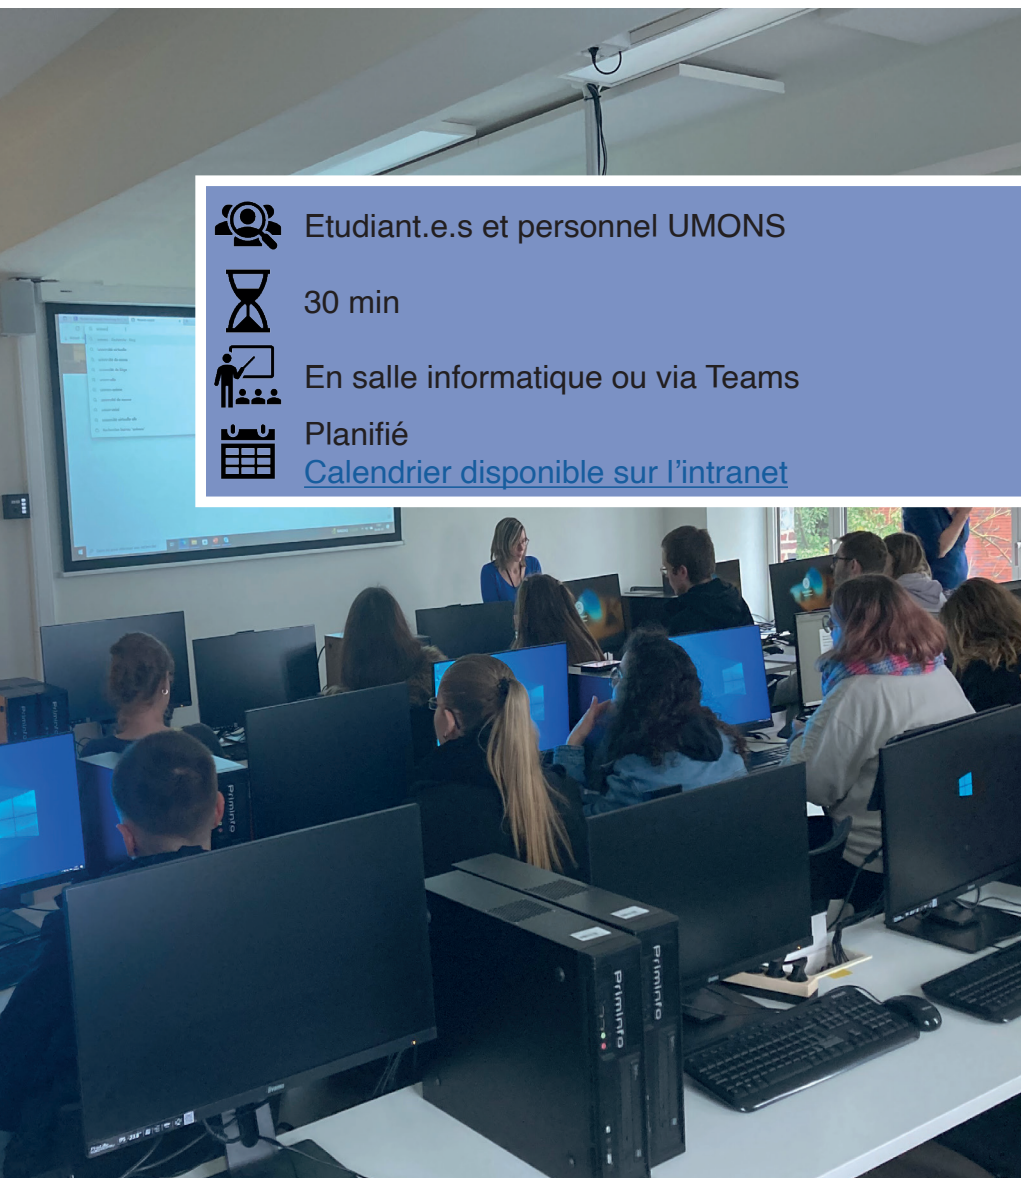 Etudiant.e.s et personnel UMONS
30 min
En salle informatique ou via Teams
Planifié
Calendrier disponible sur l'intranet
Priminfo
Priminfo
Priminfo